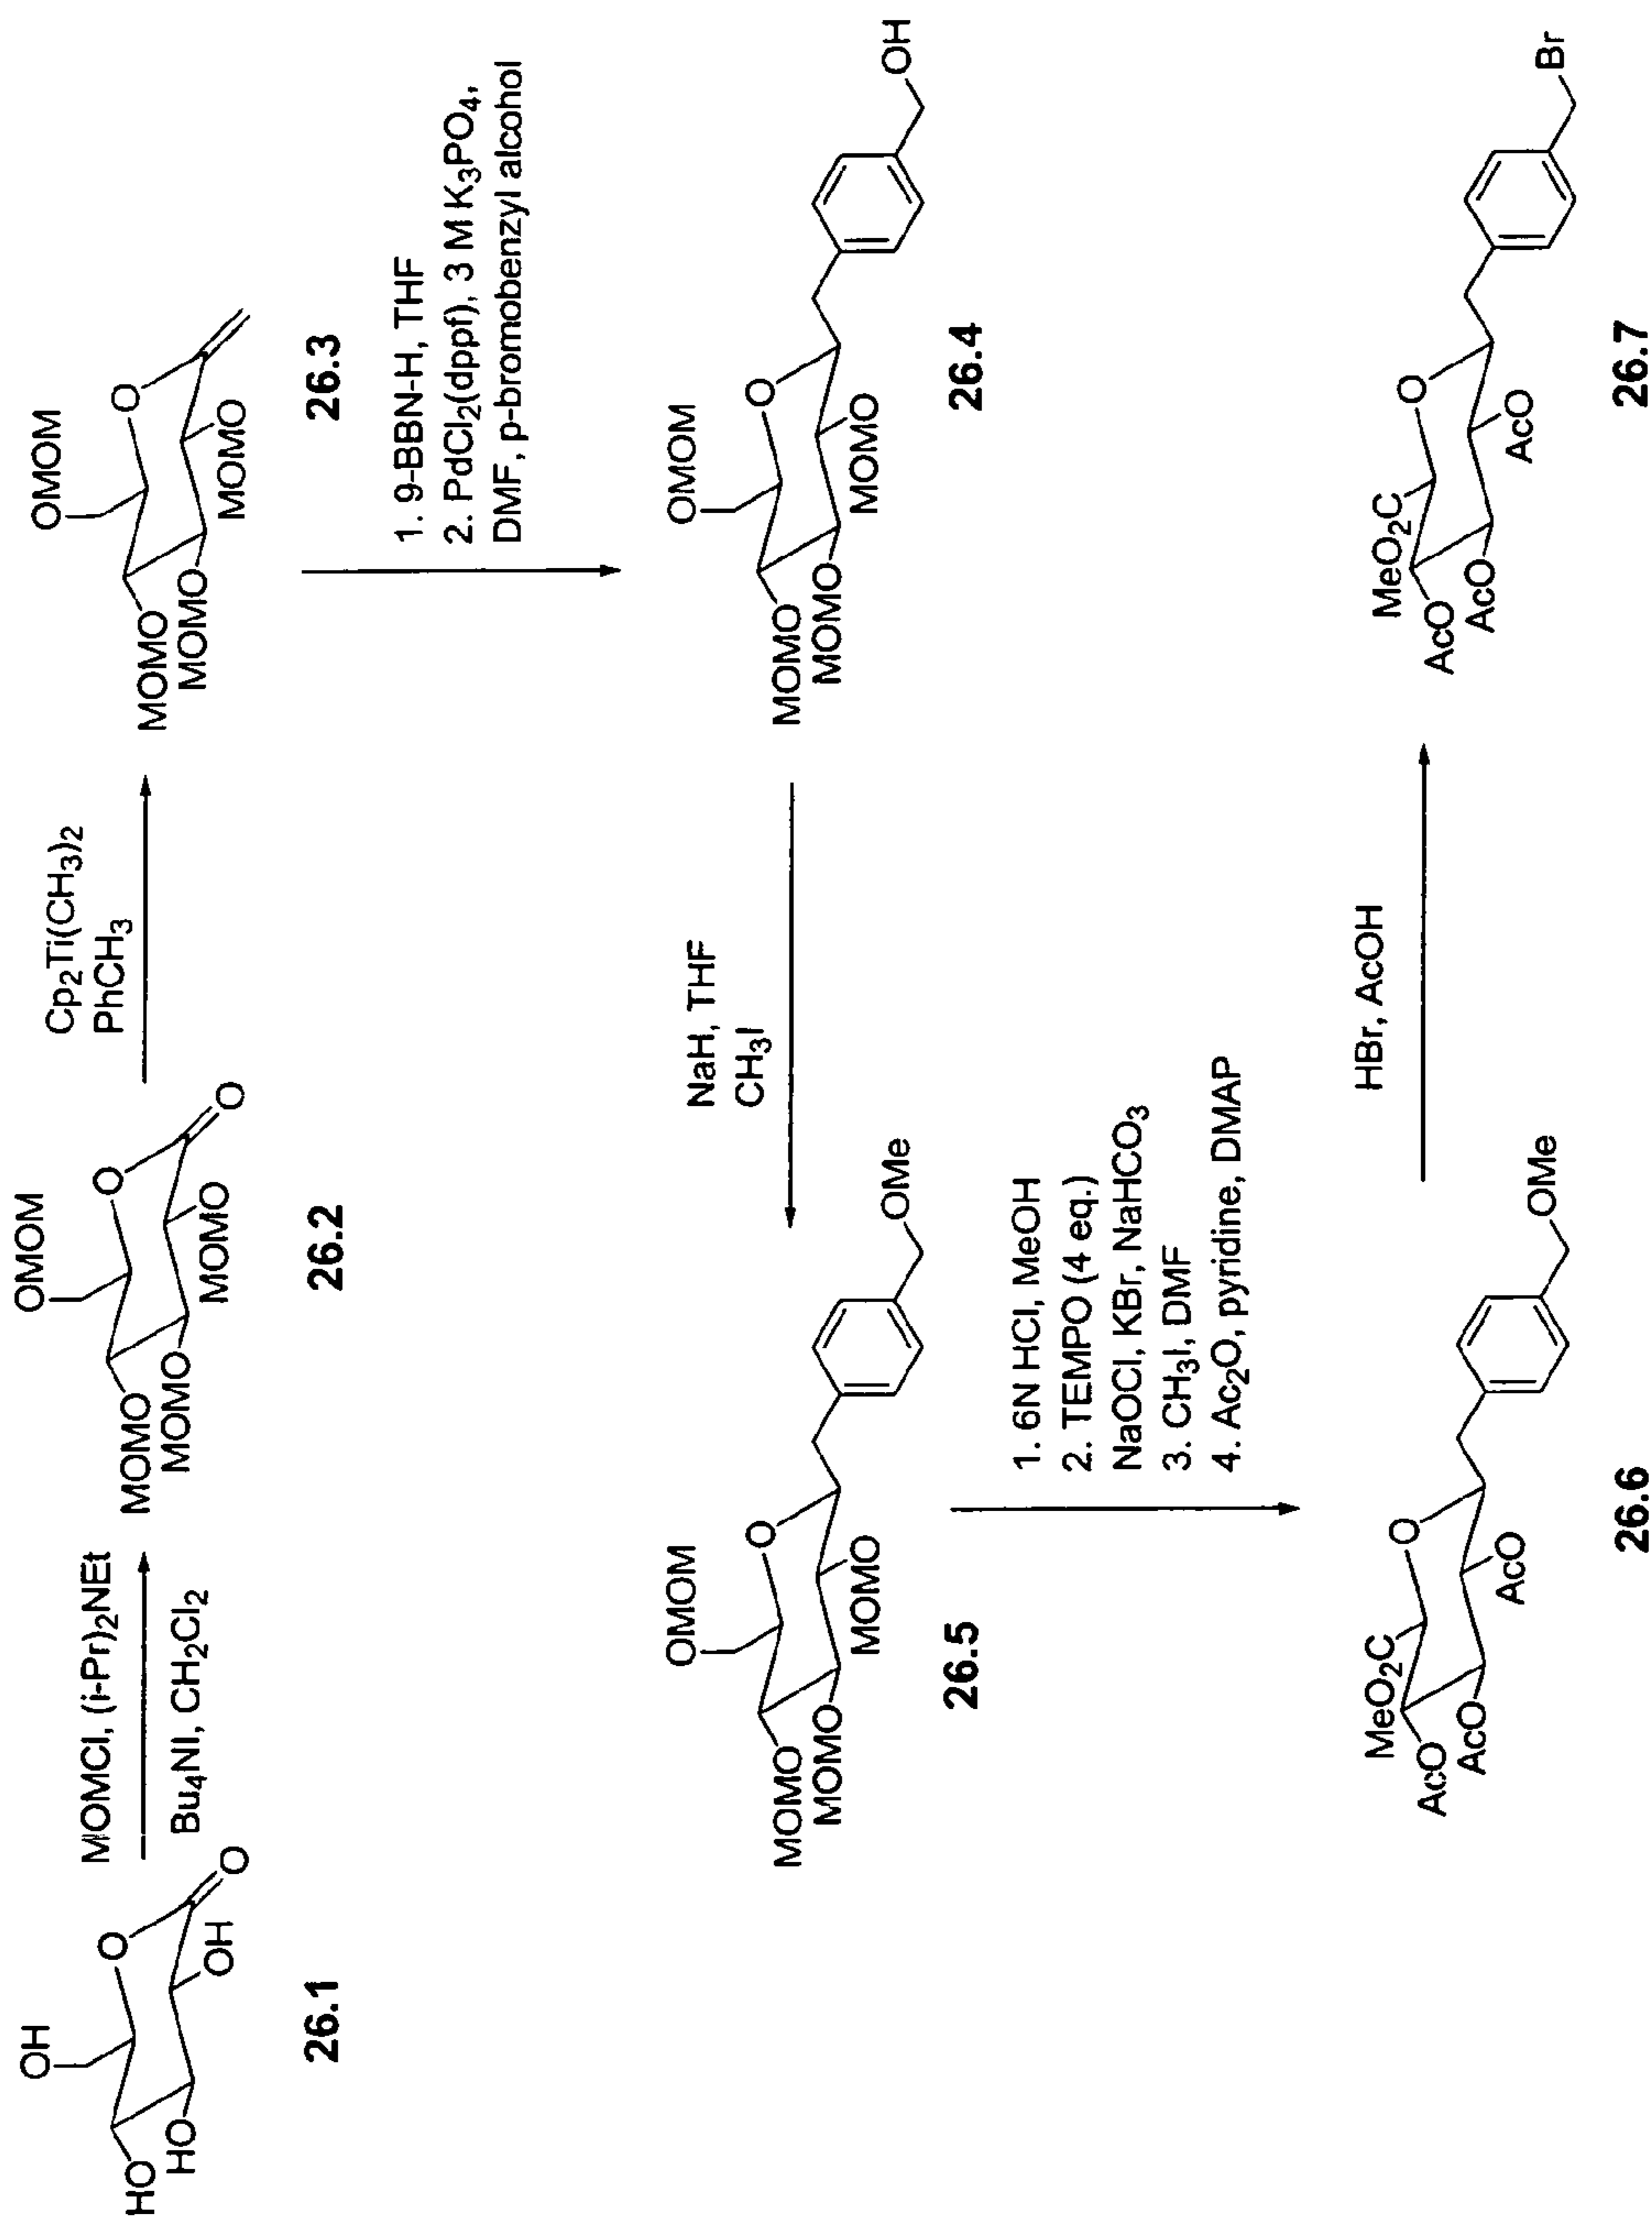 OH
HO
HO
O
OH
O
26.1
MOMCl, (i-Pr)2NEt
Bu4NI, CH2Cl2
OMOM
MOMO
MOMO
O
MOMO
O
26.2
Cp2Ti(CH3)2
PhCH3
OMOM
MOMO
MOMO
O
MOMO
26.3
1. 9-BBN-H, THF
2. PdCl2(dppf), 3 M K3PO4,
DMF, p-bromobenzyl alcohol
OMOM
MOMO
MOMO
O
MOMO
OH
26.4
NaH, THF
CH3I
OMOM
MOMO
MOMO
O
MOMO
OMe
26.5
1. 6N HCl, MeOH
2. TEMPO (4 eq.)
NaOCl, KBr, NaHCO3
3. CH3I, DMF
4. Ac2O, pyridine, DMAP
MeO2C
AcO
AcO
O
AcO
OMe
26.6
HBr, AcOH
MeO2C
AcO
AcO
O
AcO
Br
26.7